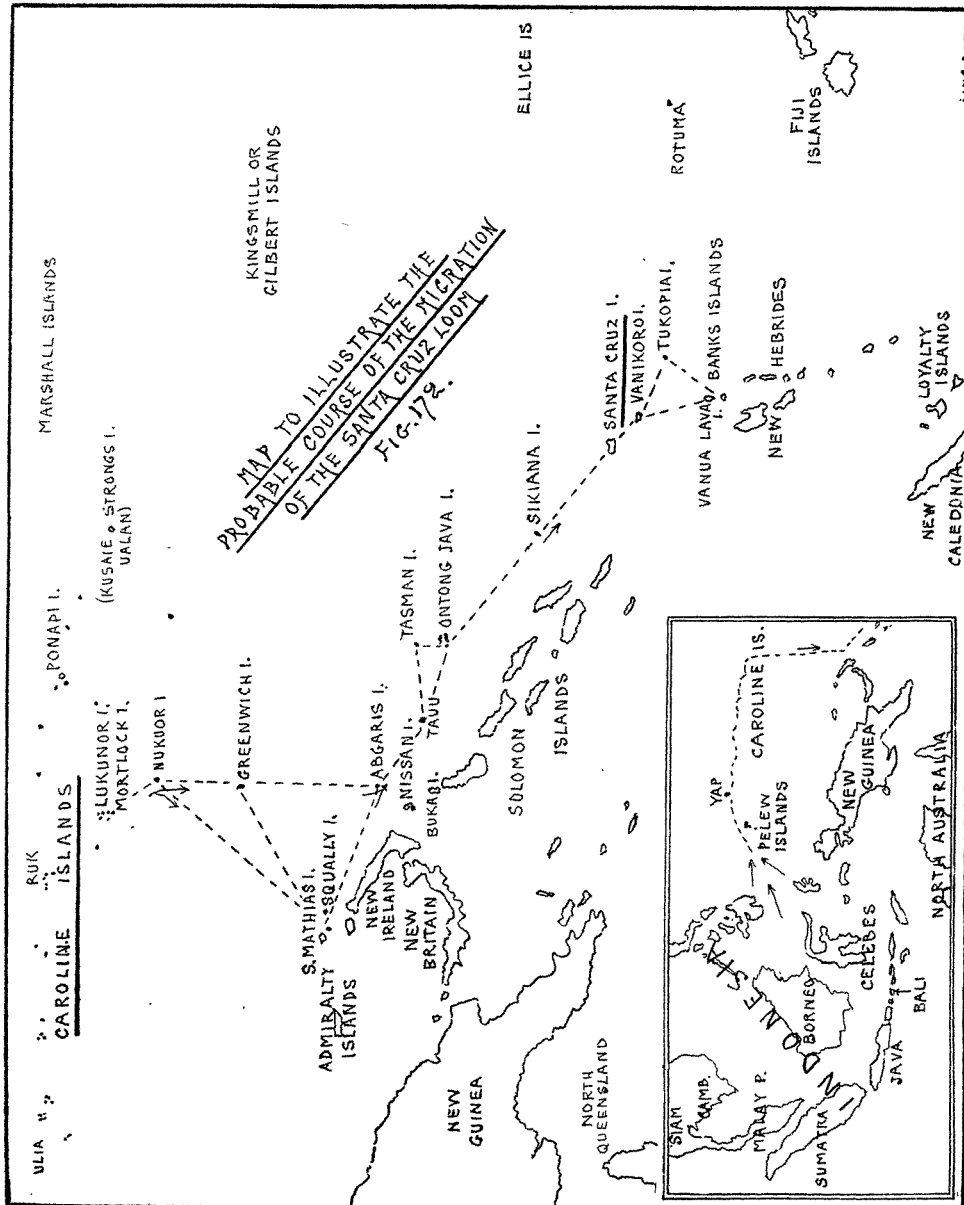 ULIA
RUK
CAROLINE ISLANDS
PONAPI I.
LUKUNOR I.
MORTLOCK I.
NUKUOR I
(KUSAIE STRONGS I.
UALAN)
MARSHALL ISLANDS
KINGSMILL OR
GILBERT ISLANDS
ELLICE IS
MAP TO ILLUSTRATE THE
PROBABLE COURSE OF THE MIGRATION
OF THE SANTA CRUZ LOOM
FIG. 172.
GREENWICH I.
S. MATHIAS I.
SQUALLY I.
ADMIRALTY
ISLANDS
NEW
IRELAND
NEW
BRITAIN
ABGARIS I.
NISSAN I.
BUKA I.
TAUU
TASMAN I.
ONTONG JAVA I.
SOLOMON
ISLANDS
SIKIANA I.
SANTA CRUZ I.
VANIKORO I.
TUKOPIA I.
VANUA LAVA
I.
BANKS ISLANDS
NEW
HEBRIDES
ROTUMA
FIJI
ISLANDS
LOYALTY
ISLANDS
NEW
CALEDONIA
NEW
GUINEA
NORTH
QUEENSLAND
SIAM
CAMB.
MALAY P.
SUMATRA
INDONESIA
BORNEO
CELEBES
JAVA
BALI
YAP
PELEW
ISLANDS
CAROLINE IS.
NEW
GUINEA
NORTH AUSTRALIA